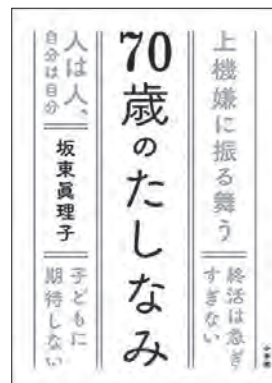 上機嫌に振る舞う
終活は急ぎ
すぎない
70歳のたしなみ
人は人、
自分は自分
坂東眞理子
子どもに
期待しない